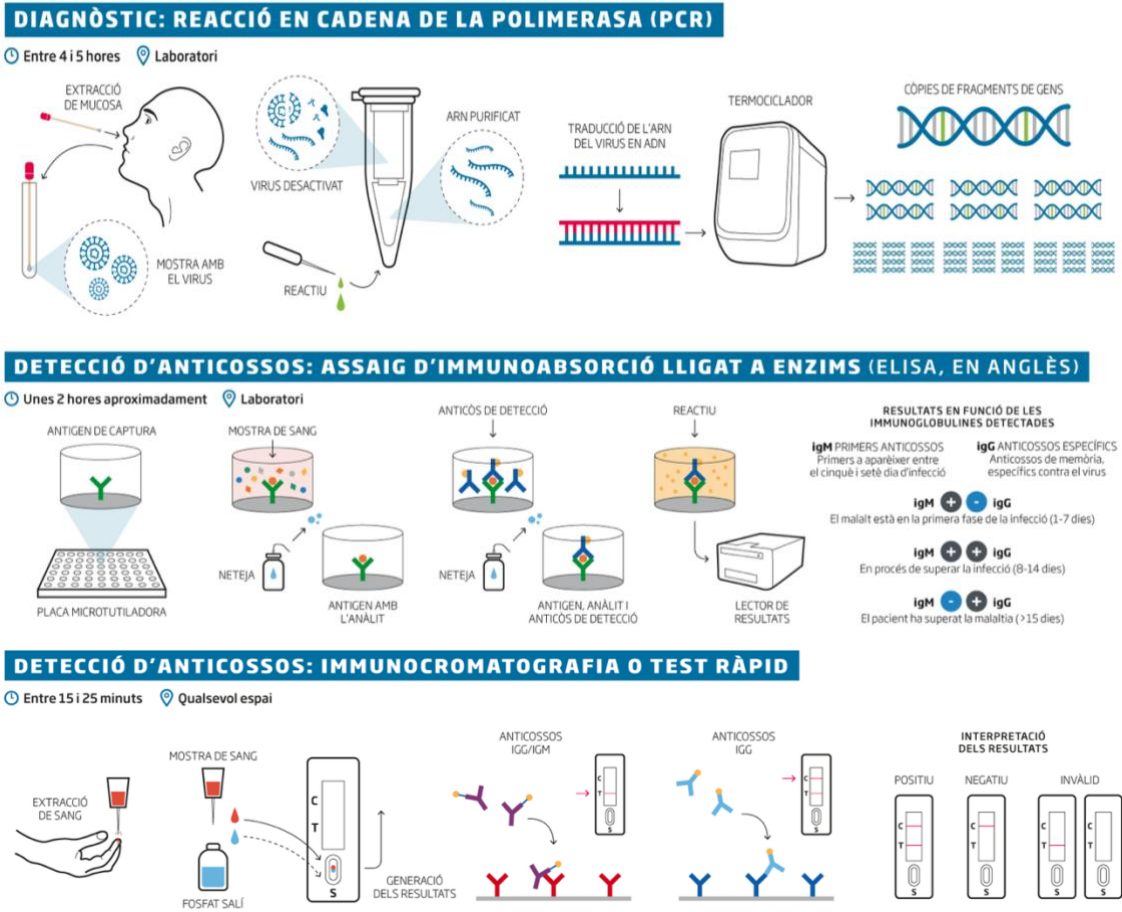 DIAGNÒSTIC: REACCIÓ EN CADENA DE LA POLIMERASA (PCR)
Entre 4 i 5 hores
Laboratori
EXTRACCIÓ
DE MUCOSA
MOSTRA AMB
EL VIRUS
VIRUS DESACTIVAT
REACTIU
ARN PURIFICAT
TRADUCCIÓ DE L'ARN
DEL VIRUS EN ADN
TERMOCICLADOR
CÒPIES DE FRAGMENTS DE GENS
DETECCIÓ D'ANTICOSSOS: ASSAIG D'IMMUNOABSORCIÓ LLIGAT A ENZIMS (ELISA, EN ANGLÈS)
Unes 2 hores aproximadament
Laboratori
ANTIGEN DE CAPTURA
PLACA MICROTUTILADORA
MOSTRA DE SANG
NETEJA
ANTIGEN AMB
L'ANÀLIT
ANTICÒS DE DETECCIÓ
NETEJA
ANTIGEN, ANÀLIT I
ANTICÒS DE DETECCIÓ
REACTIU
LECTOR DE
RESULTATS
RESULTATS EN FUNCIÓ DE LES
IMMUNOGLOBULINES DETECTADES
igM PRIMERS ANTICOSSOS
Primers a aparèixer entre
el cinquè i setè dia d'infecció
igG ANTICOSSOS ESPECÍFICS
Anticossos de memòria,
específics contra el virus
igM + - igG
El malalt està en la primera fase de la infecció (1-7 dies)
igM + + igG
En procés de superar la infecció (8-14 dies)
igM - + igG
El pacient ha superat la malaltia (>15 dies)
DETECCIÓ D'ANTICOSSOS: IMMUNOCROMATOGRAFIA O TEST RÀPID
Entre 15 i 25 minuts
Qualsevol espai
EXTRACCIÓ
DE SANG
MOSTRA DE SANG
FOSFAT SALÍ
C
T
S
GENERACIÓ
DELS RESULTATS
ANTICOSSOS
IGG/IGM
C
T
S
ANTICOSSOS
IGG
C
T
S
INTERPRETACIÓ
DELS RESULTATS
POSITIU
C
T
S
NEGATIU
C
T
S
INVÀLID
C
T
S
C
T
S